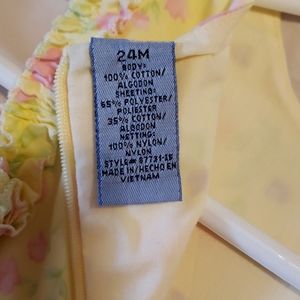 24M
BODY:
100% COTTON/
ALGODON
SHEETING:
65% POLYESTER/
POLIESTER
35% COTTON/
ALGODON
NETTING:
100% NYLON/
NYLON
STYLE# 87731-15
MADE IN/HECHO EN
VIETNAM